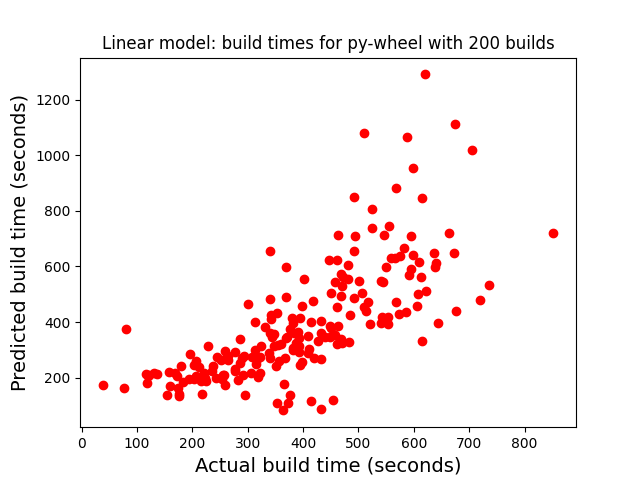 Linear model: build times for py-wheel with 200 builds
1200
1000
800
600
400
200
Predicted build time (seconds)
0 100 200 300 400 500 600 700 800
Actual build time (seconds)